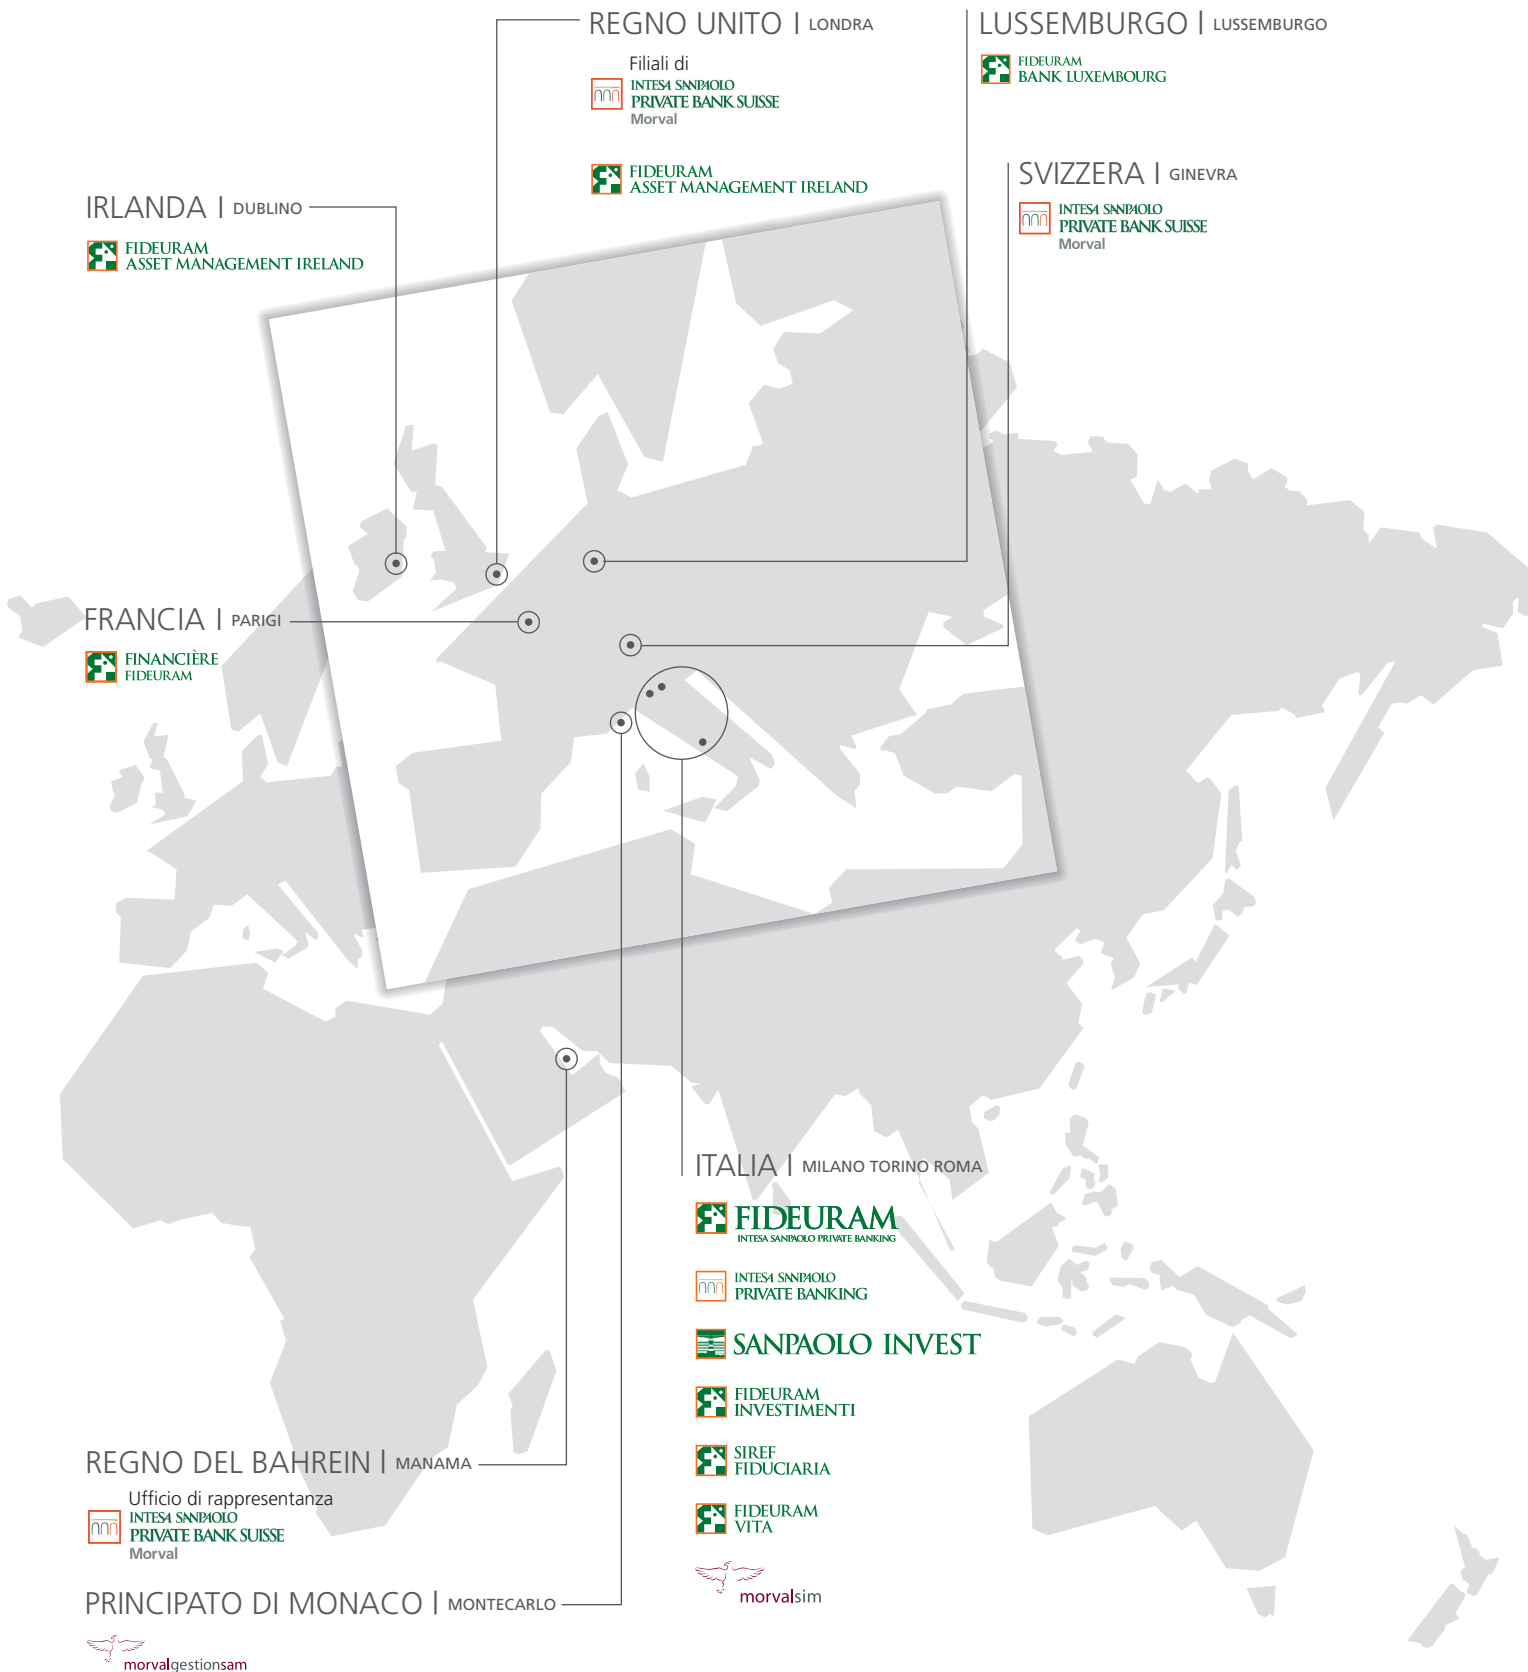 REGNO UNITO | LONDRA
Filiali di
INTESA SANPAOLO
PRIVATE BANK SUISSE
Morval
FIDEURAM
ASSET MANAGEMENT IRELAND
LUSSEMBURGO | LUSSEMBURGO
FIDEURAM
BANK LUXEMBOURG
SVIZZERA | GINEVRA
INTESA SANPAOLO
PRIVATE BANK SUISSE
Morval
IRLANDA | DUBLINO
FIDEURAM
ASSET MANAGEMENT IRELAND
FRANCIA | PARIGI
FINANCIÈRE
FIDEURAM
ITALIA | MILANO TORINO ROMA
FIDEURAM
INTESA SANPAOLO PRIVATE BANKING
INTESA SANPAOLO
PRIVATE BANKING
SANPAOLO INVEST
FIDEURAM
INVESTIMENTI
SIREF
FIDUCIARIA
FIDEURAM
VITA
morvalsim
REGNO DEL BAHREIN | MANAMA
Ufficio di rappresentanza
INTESA SANPAOLO
PRIVATE BANK SUISSE
Morval
PRINCIPATO DI MONACO | MONTECARLO
morvalgestionsam